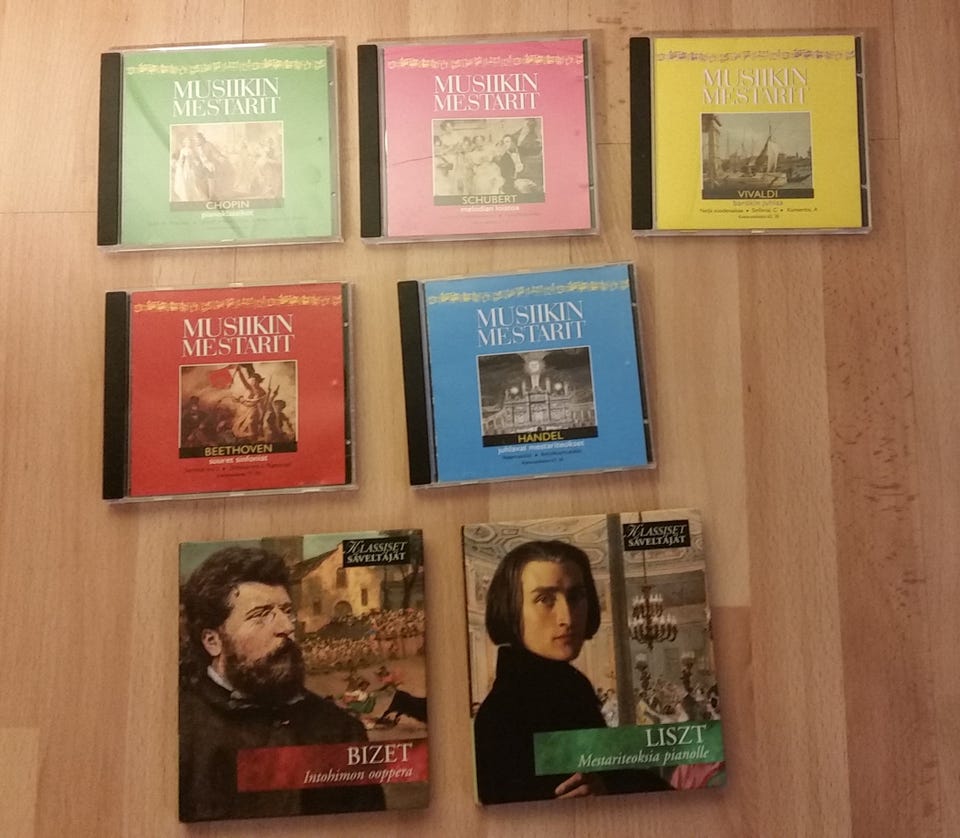 MUSIIKIN
MESTARIT
CHOPIN
pianoklassikot
MUSIIKIN
MESTARIT
SCHUBERT
melodian loistoa
MUSIIKIN
MESTARIT
VIVALDI
barokin juhlaa
Neljä vuodenaikaa • Sinfonia, C • Konsertto, A
MUSIIKIN
MESTARIT
BEETHOVEN
suuret sinfoniat
MUSIIKIN
MESTARIT
HÄNDEL
juhlavat mestariteokset
KLASSISET
SÄVELTÄJÄT
BIZET
Intohimon ooppera
KLASSISET
SÄVELTÄJÄT
LISZT
Mestariteoksia pianolle